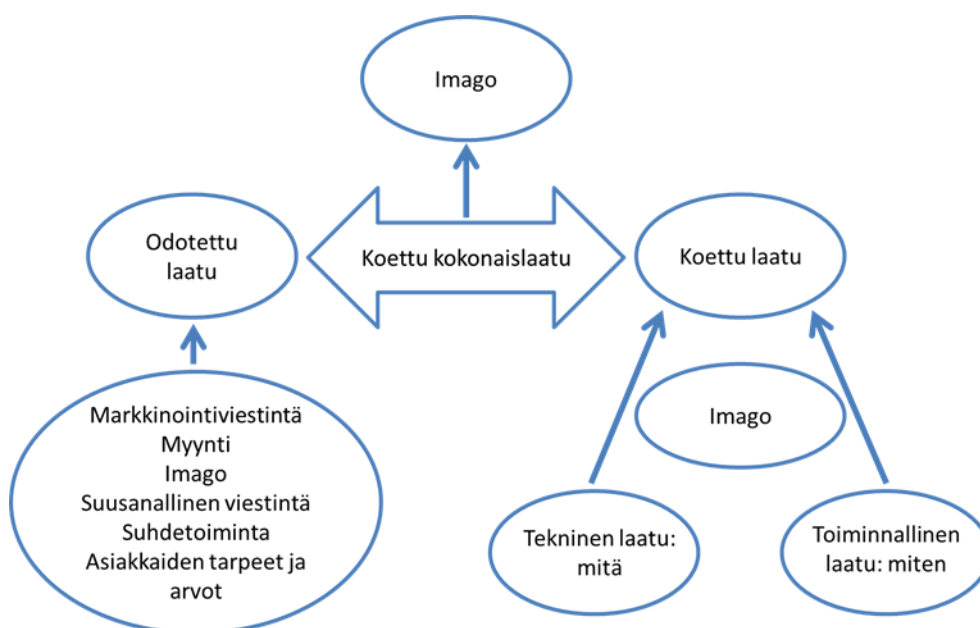 Imago
Odotettu
laatu
Koettu kokonaislaatu
Koettu laatu
Markkinointiviestintä
Myynti
Imago
Suusanallinen viestintä
Suhdetoiminta
Asiakkaiden tarpeet ja
arvot
Imago
Tekninen laatu:
mitä
Toiminnallinen
laatu: miten